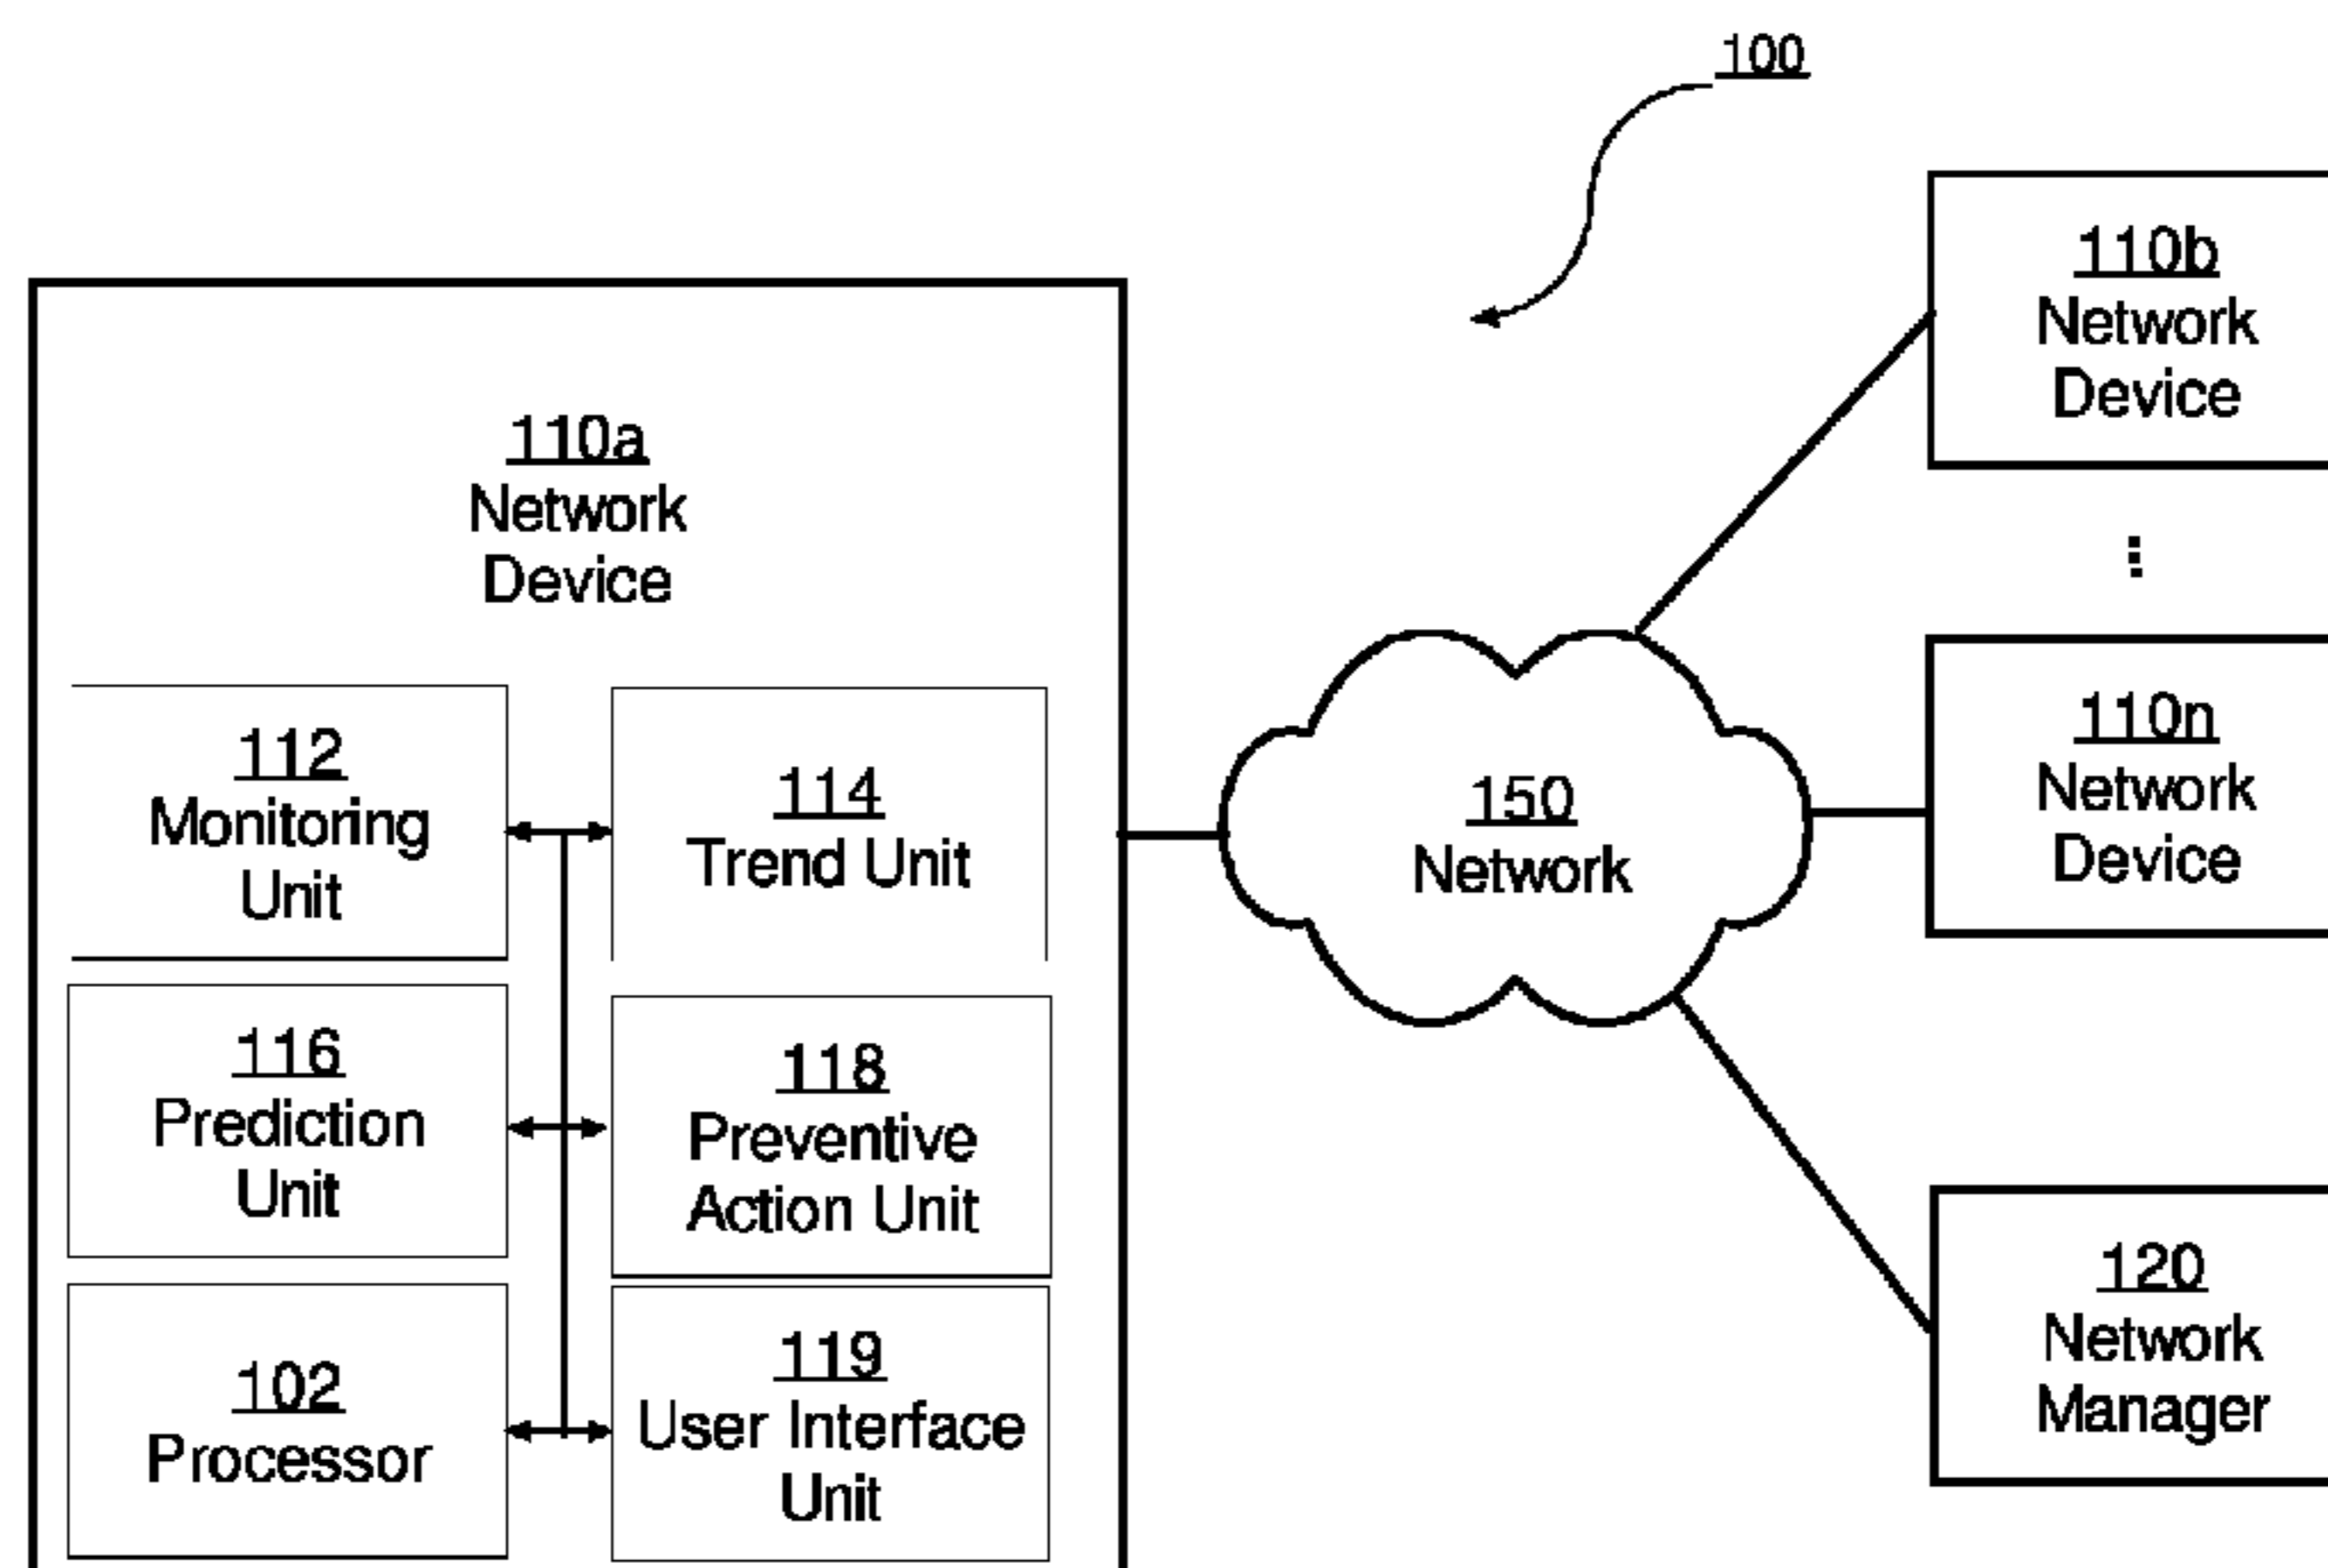 100
110a
Network
Device
112
Monitoring
Unit
114
Trend Unit
116
Prediction
Unit
118
Preventive
Action Unit
102
Processor
119
User Interface
Unit
150
Network
110b
Network
Device
110n
Network
Device
120
Network
Manager